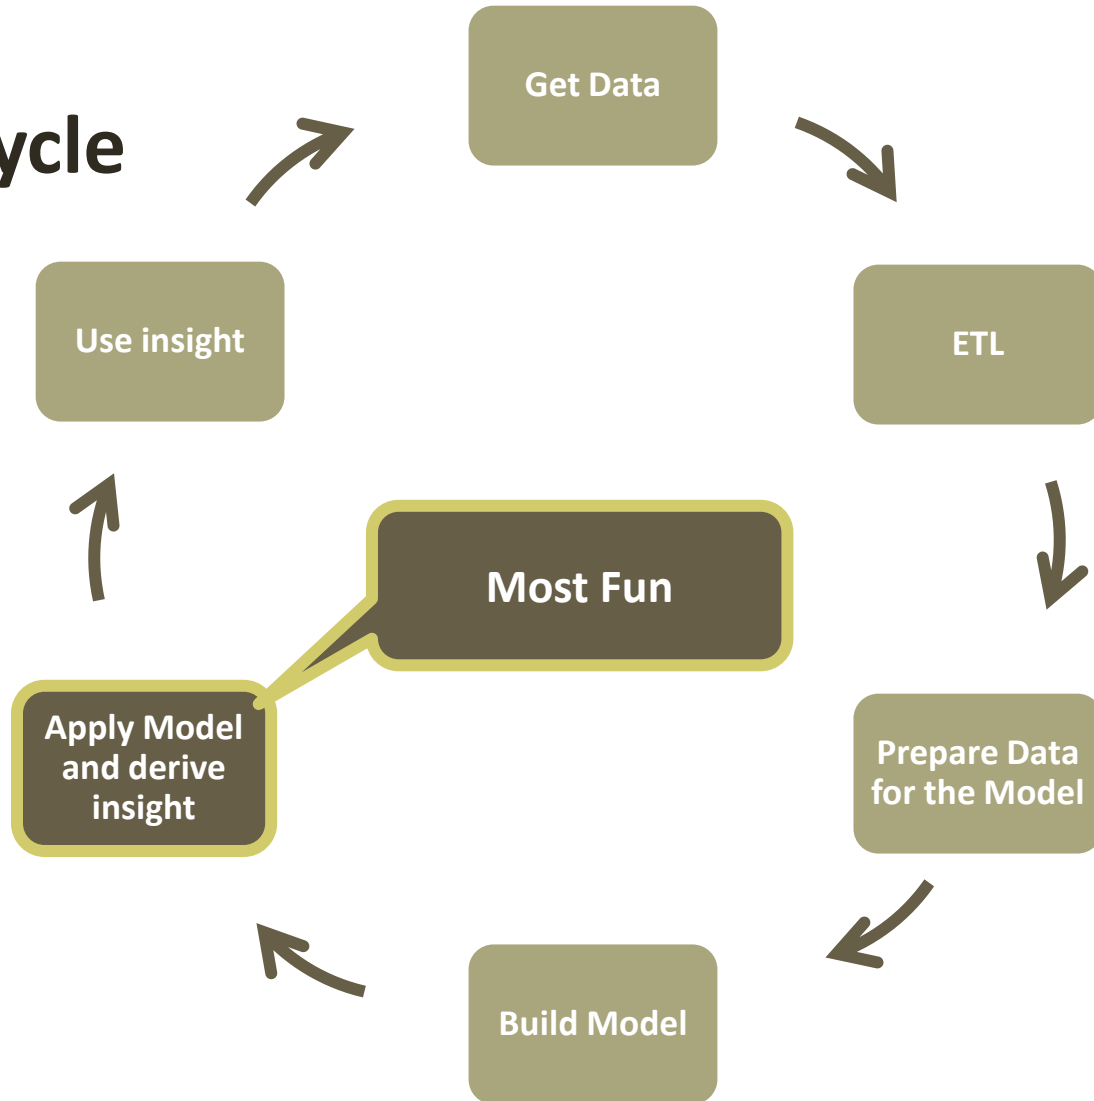 ycle
Get Data
Use insight
ETL
Most Fun
Apply Model
and derive
insight
Prepare Data
for the Model
Build Model